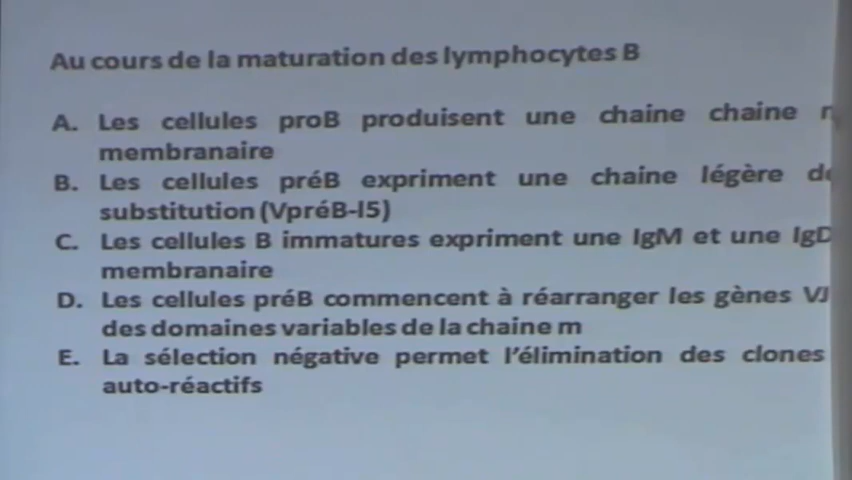 Au cours de la maturation des lymphocytes B
A. Les cellules proB produisent une chaine chaine
membranaire
B. Les cellules préB expriment une chaine légère de
substitution (VpréB-l5)
C. Les cellules B immatures expriment une IgM et une IgD
membranaire
D. Les cellules préB commencent à réarranger les gènes VJ
des domaines variables de la chaine m
E. La sélection négative permet l'élimination des clones
auto-réactifs